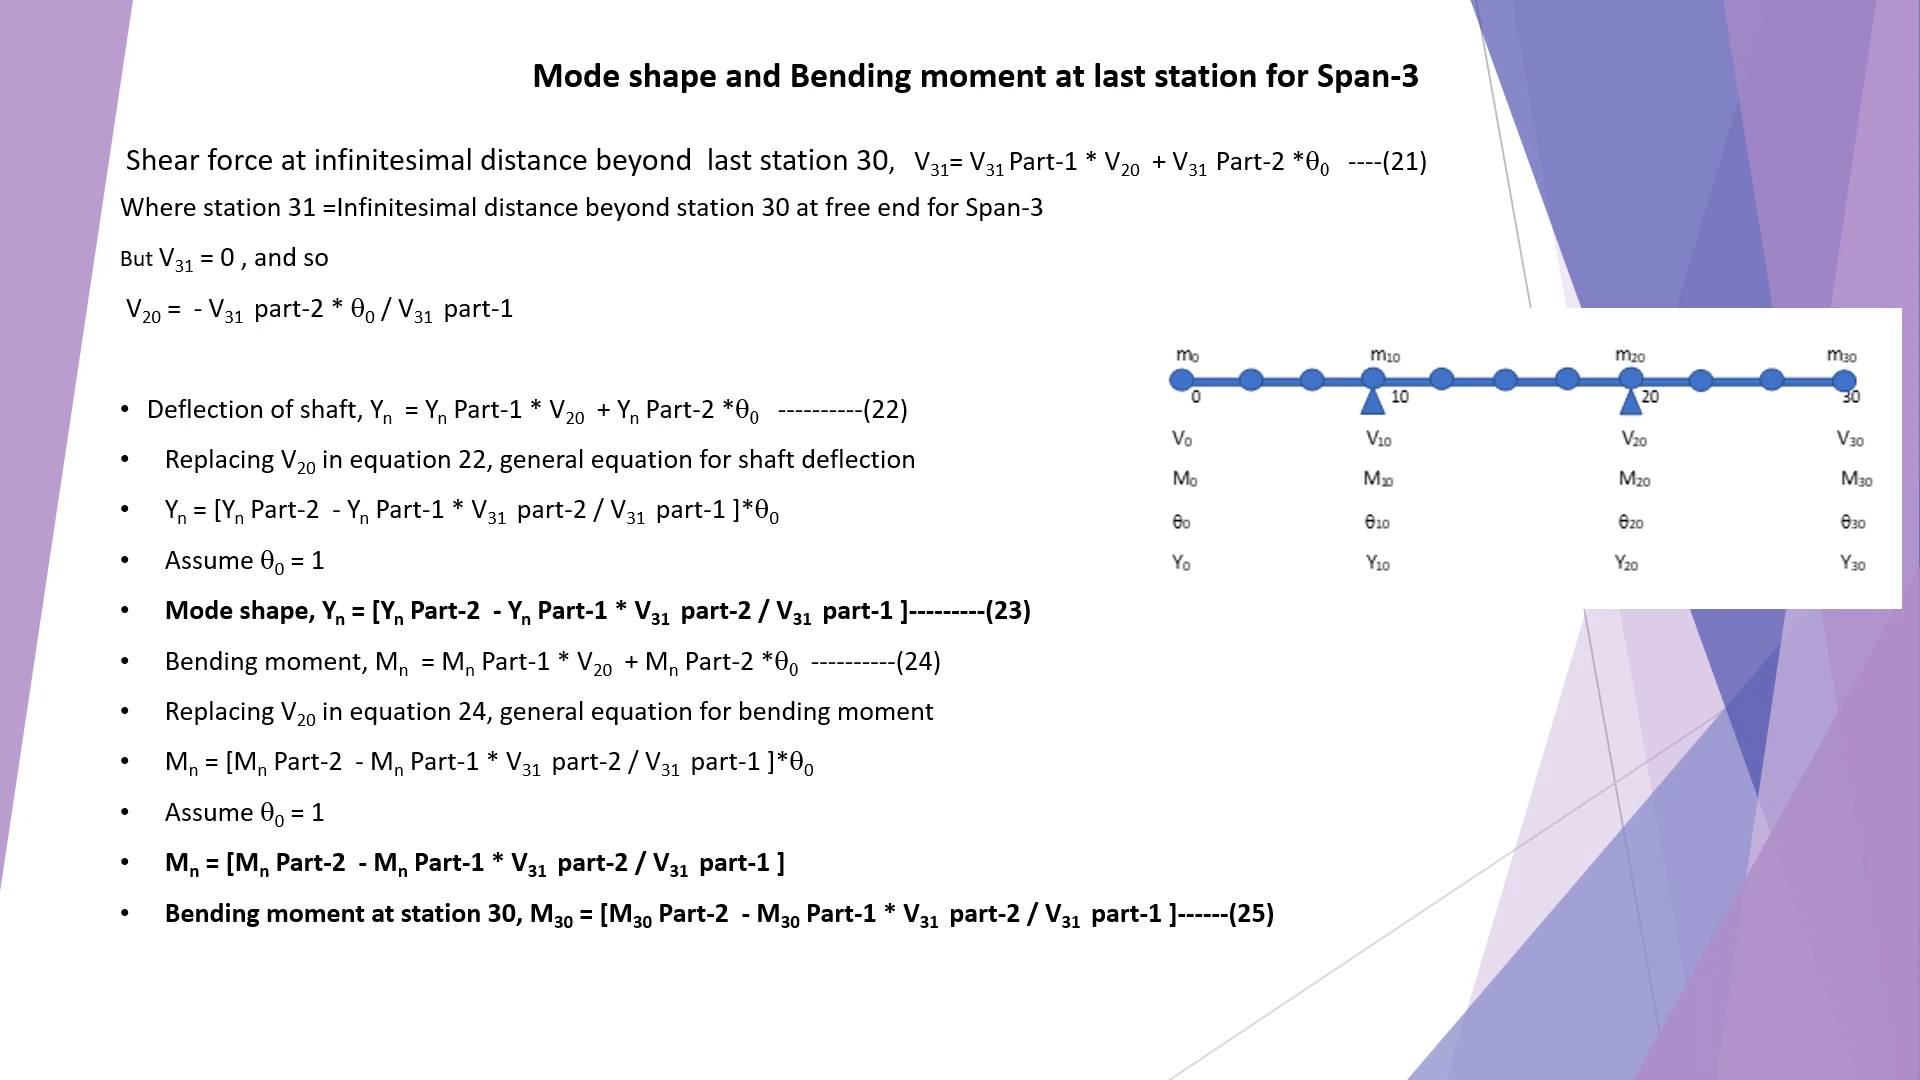 Mode shape and Bending moment at last station for Span-3
Shear force at infinitesimal distance beyond last station 30, V₃₁= V₃₁ Part-1 * V₂₀ + V₃₁ Part-2 *θ₀ ----(21)
Where station 31 =Infinitesimal distance beyond station 30 at free end for Span-3
But V₃₁ = 0 , and so
V₂₀ = - V₃₁ part-2 * θ₀ / V₃₁ part-1
• Deflection of shaft, Yₙ = Yₙ Part-1 * V₂₀ + Yₙ Part-2 *θ₀ ----------(22)
• Replacing V₂₀ in equation 22, general equation for shaft deflection
• Yₙ = [Yₙ Part-2 - Yₙ Part-1 * V₃₁ part-2 / V₃₁ part-1 ]*θ₀
• Assume θ₀ = 1
• Mode shape, Yₙ = [Yₙ Part-2 - Yₙ Part-1 * V₃₁ part-2 / V₃₁ part-1 ]---------(23)
• Bending moment, Mₙ = Mₙ Part-1 * V₂₀ + Mₙ Part-2 *θ₀ ----------(24)
• Replacing V₂₀ in equation 24, general equation for bending moment
• Mₙ = [Mₙ Part-2 - Mₙ Part-1 * V₃₁ part-2 / V₃₁ part-1 ]*θ₀
• Assume θ₀ = 1
• Mₙ = [Mₙ Part-2 - Mₙ Part-1 * V₃₁ part-2 / V₃₁ part-1 ]
• Bending moment at station 30, M₃₀ = [M₃₀ Part-2 - M₃₀ Part-1 * V₃₁ part-2 / V₃₁ part-1 ]------(25)
m₀ m₁₀ m₂₀ m₃₀
0 10 20 30
V₀ V₁₀ V₂₀ V₃₀
M₀ M₁₀ M₂₀ M₃₀
θ₀ θ₁₀ θ₂₀ θ₃₀
Y₀ Y₁₀ Y₂₀ Y₃₀